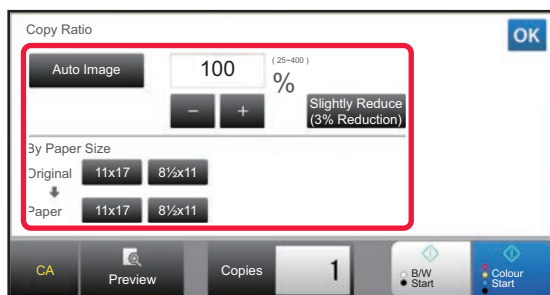 Copy Ratio
OK
Auto Image
100
(25~400)
%
− +
Slightly Reduce
(3% Reduction)
By Paper Size
Original 11x17 8½x11
Paper 11x17 8½x11
CA
Preview
Copies 1
B/W
Start
Colour
Start